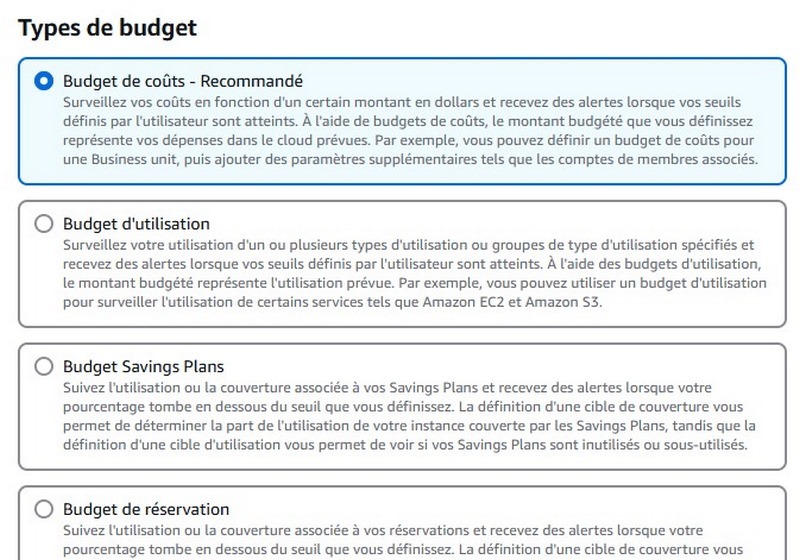 Types de budget
Budget de coûts - Recommandé
Surveillez vos coûts en fonction d'un certain montant en dollars et recevez des alertes lorsque vos seuils
définis par l'utilisateur sont atteints. À l'aide de budgets de coûts, le montant budgété que vous définissez
représente vos dépenses dans le cloud prévues. Par exemple, vous pouvez définir un budget de coûts pour
une Business unit, puis ajouter des paramètres supplémentaires tels que les comptes de membres associés.
Budget d'utilisation
Surveillez votre utilisation d'un ou plusieurs types d'utilisation ou groupes de type d'utilisation spécifiés et
recevez des alertes lorsque vos seuils définis par l'utilisateur sont atteints. À l'aide des budgets d'utilisation,
le montant budgété représente l'utilisation prévue. Par exemple, vous pouvez utiliser un budget d'utilisation
pour surveiller l'utilisation de certains services tels que Amazon EC2 et Amazon S3.
Budget Savings Plans
Suivez l'utilisation ou la couverture associée à vos Savings Plans et recevez des alertes lorsque votre
pourcentage tombe en dessous du seuil que vous définissez. La définition d'une cible de couverture vous
permet de déterminer la part de l'utilisation de votre instance couverte par les Savings Plans, tandis que la
définition d'une cible d'utilisation vous permet de voir si vos Savings Plans sont inutilisés ou sous-utilisés.
Budget de réservation
Suivez l'utilisation ou la couverture associée à vos réservations et recevez des alertes lorsque votre
pourcentage tombe en dessous du seuil que vous définissez. La définition d'une cible de couverture vous